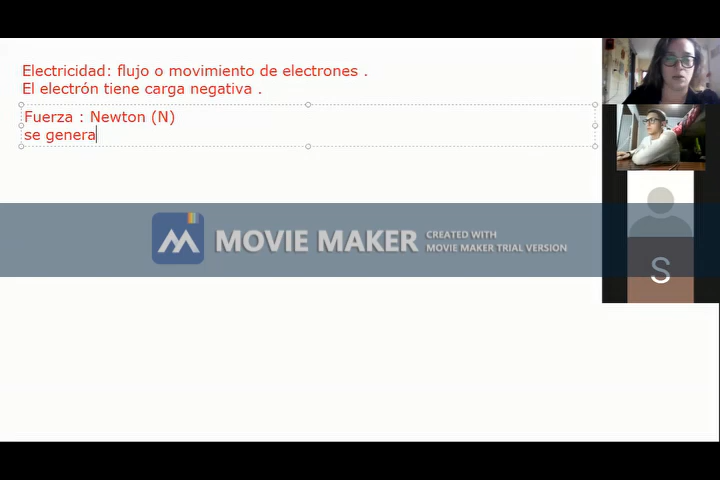 Electricidad: flujo o movimiento de electrones .
El electrón tiene carga negativa .
Fuerza : Newton (N)
se genera
MOVIE MAKER
CREATED WITH
MOVIE MAKER TRIAL VERSION
S